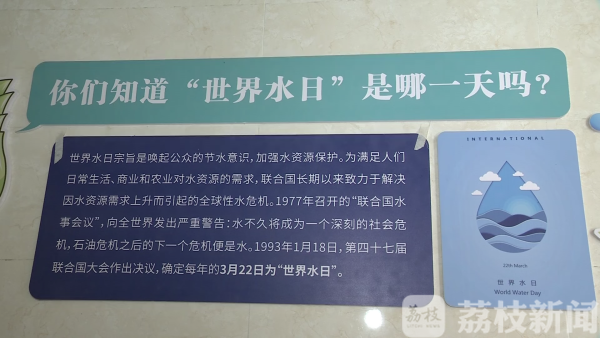 你们知道“世界水日”是哪一天吗？
世界水日宗旨是唤起公众的节水意识，加强水资源保护。为满足人们
日常生活、商业和农业对水资源的需求，联合国长期以来致力于解决
因水资源需求上升而引起的全球性水危机。1977年召开的“联合国水
事会议”，向全世界发出严重警告：水不久将成为一个深刻的社会危
机，石油危机之后的下一个危机便是水。1993年1月18日，第四十七届
联合国大会作出决议，确定每年的3月22日为“世界水日”。
INTERNATIONAL
22th March
世界水日
World Water Day
荔枝
荔枝新闻